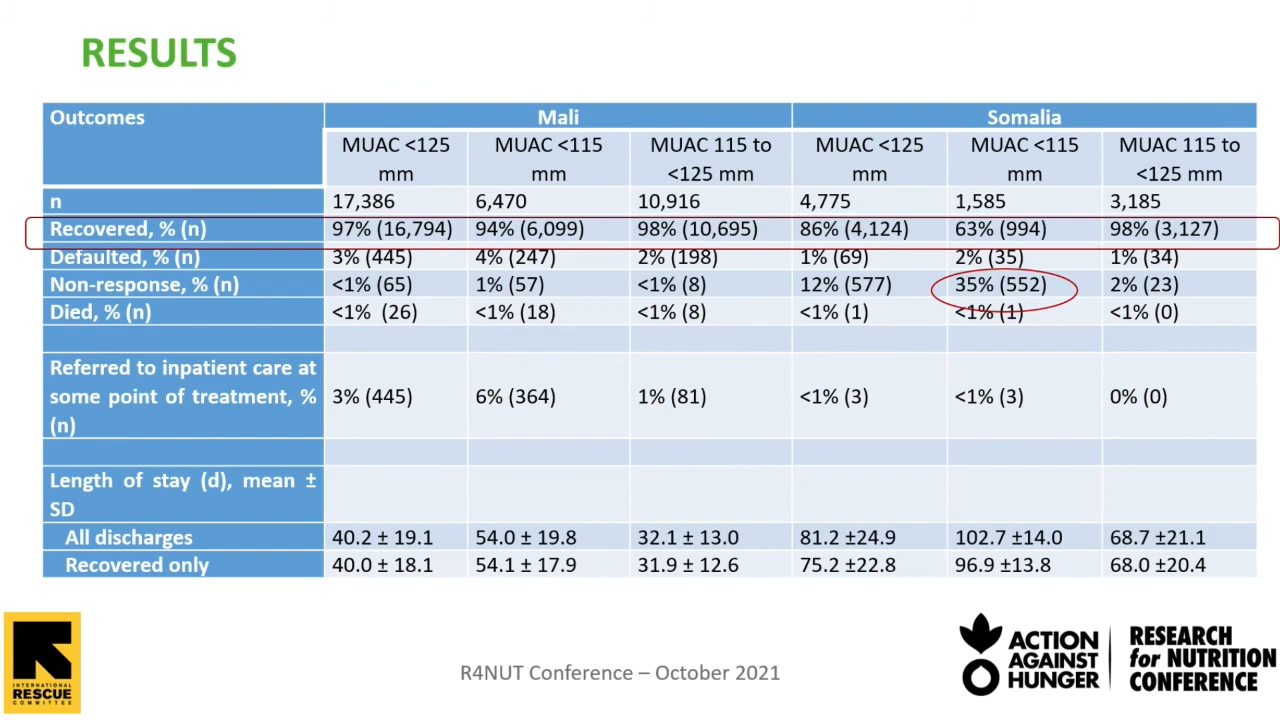 RESULTS
Outcomes Mali Somalia
MUAC <125 mm MUAC <115 mm MUAC 115 to <125 mm MUAC <125 mm MUAC <115 mm MUAC 115 to <125 mm
n 17,386 6,470 10,916 4,775 1,585 3,185
Recovered, % (n) 97% (16,794) 94% (6,099) 98% (10,695) 86% (4,124) 63% (994) 98% (3,127)
Defaulted, % (n) 3% (445) 4% (247) 2% (198) 1% (69) 2% (35) 1% (34)
Non-response, % (n) <1% (65) 1% (57) <1% (8) 12% (577) 35% (552) 2% (23)
Died, % (n) <1% (26) <1% (18) <1% (8) <1% (1) <1% (1) <1% (0)
Referred to inpatient care at some point of treatment, % (n) 3% (445) 6% (364) 1% (81) <1% (3) <1% (3) 0% (0)
Length of stay (d), mean ± SD
All discharges 40.2 ± 19.1 54.0 ± 19.8 32.1 ± 13.0 81.2 ±24.9 102.7 ±14.0 68.7 ±21.1
Recovered only 40.0 ± 18.1 54.1 ± 17.9 31.9 ± 12.6 75.2 ±22.8 96.9 ±13.8 68.0 ±20.4
INTERNATIONAL
RESCUE
COMMITTEE
R4NUT Conference – October 2021
ACTION
AGAINST
HUNGER
RESEARCH
for NUTRITION
CONFERENCE